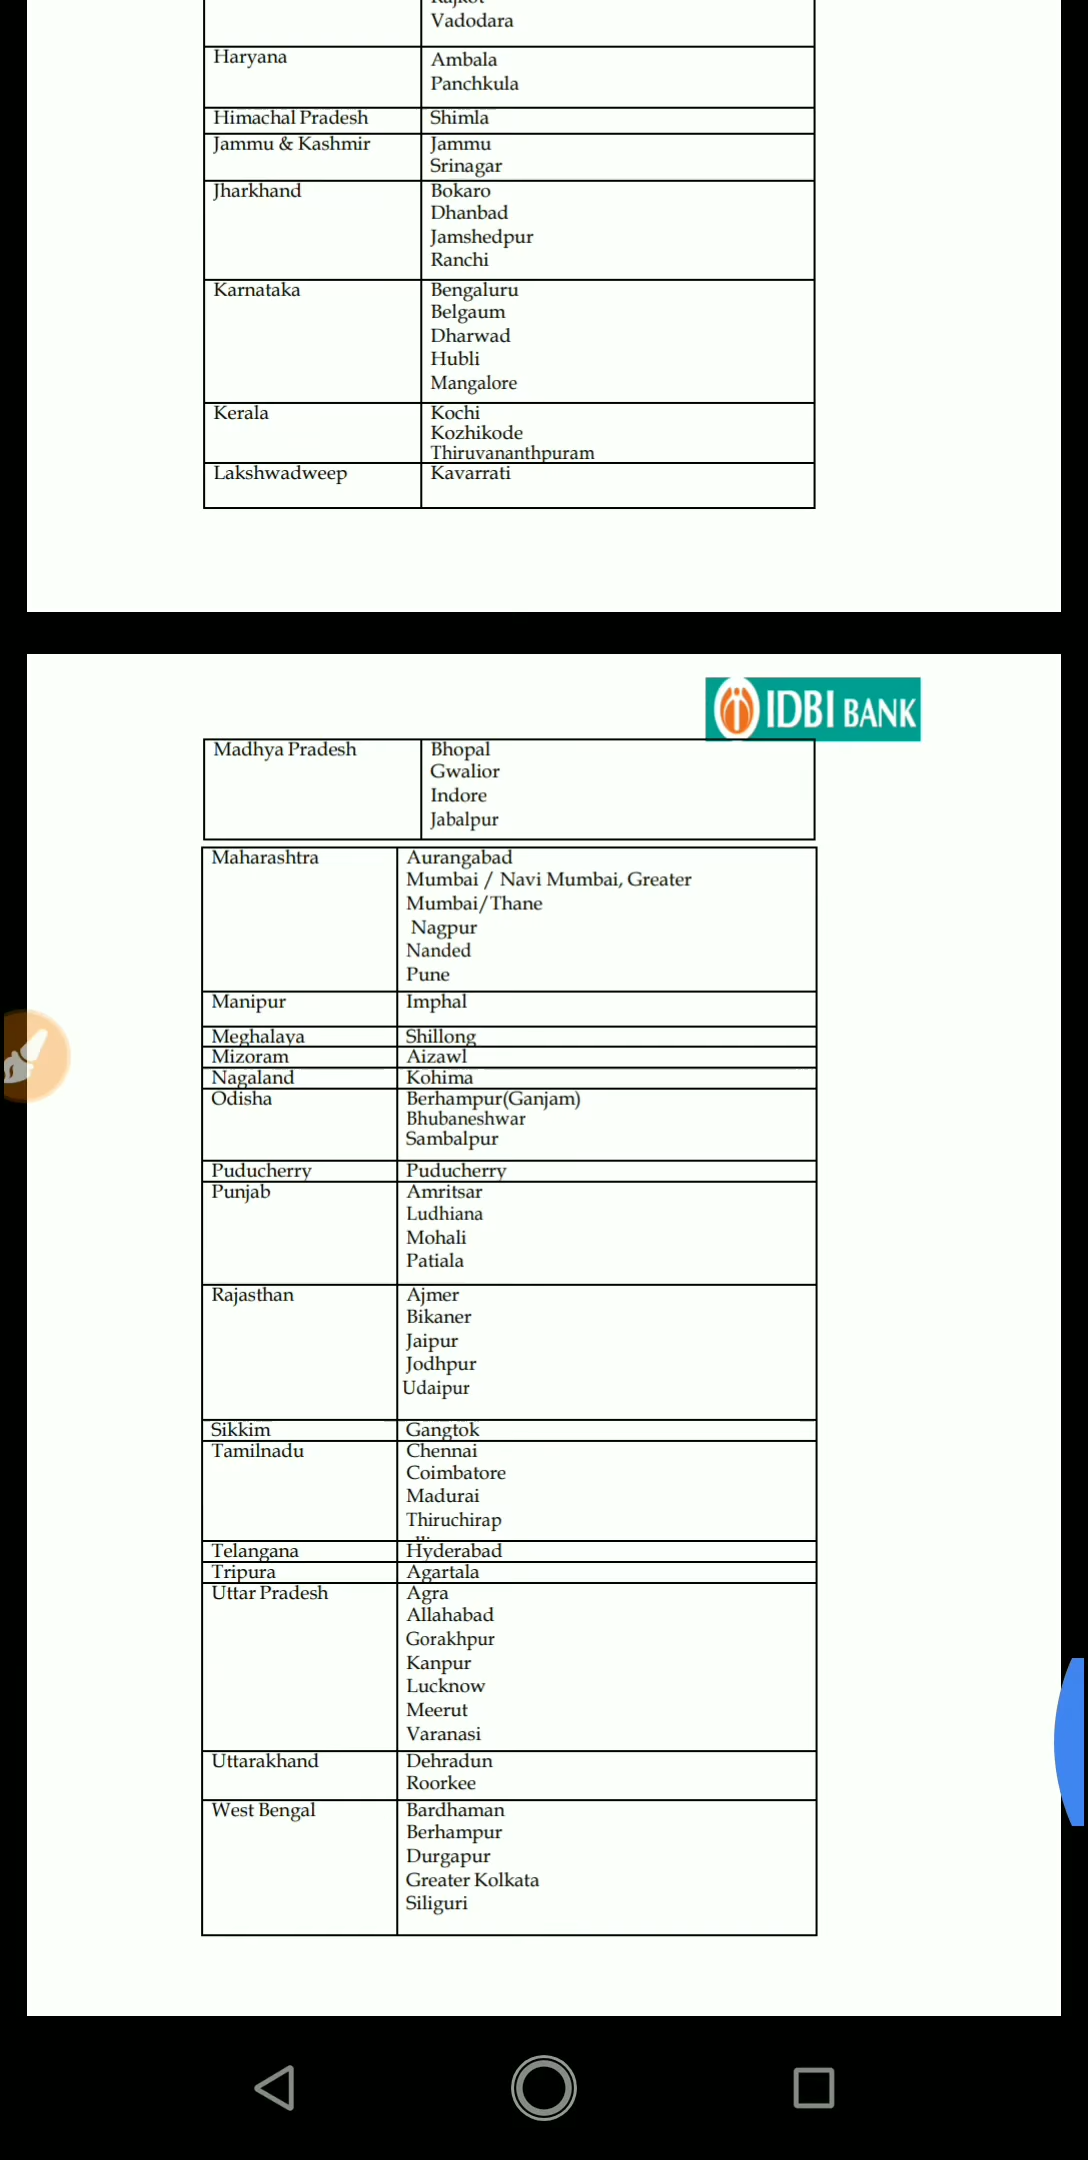 Vadodara
Haryana Ambala
Panchkula
Himachal Pradesh Shimla
Jammu & Kashmir Jammu
Srinagar
Jharkhand Bokaro
Dhanbad
Jamshedpur
Ranchi
Karnataka Bengaluru
Belgaum
Dharwad
Hubli
Mangalore
Kerala Kochi
Kozhikode
Thiruvananthpuram
Lakshwadweep Kavarrati
IDBI BANK
Madhya Pradesh Bhopal
Gwalior
Indore
Jabalpur
Maharashtra Aurangabad
Mumbai / Navi Mumbai, Greater
Mumbai/Thane
Nagpur
Nanded
Pune
Manipur Imphal
Meghalaya Shillong
Mizoram Aizawl
Nagaland Kohima
Odisha Berhampur(Ganjam)
Bhubaneshwar
Sambalpur
Puducherry Puducherry
Punjab Amritsar
Ludhiana
Mohali
Patiala
Rajasthan Ajmer
Bikaner
Jaipur
Jodhpur
Udaipur
Sikkim Gangtok
Tamilnadu Chennai
Coimbatore
Madurai
Thiruchirap
Telangana Hyderabad
Tripura Agartala
Uttar Pradesh Agra
Allahabad
Gorakhpur
Kanpur
Lucknow
Meerut
Varanasi
Uttarakhand Dehradun
Roorkee
West Bengal Bardhaman
Berhampur
Durgapur
Greater Kolkata
Siliguri